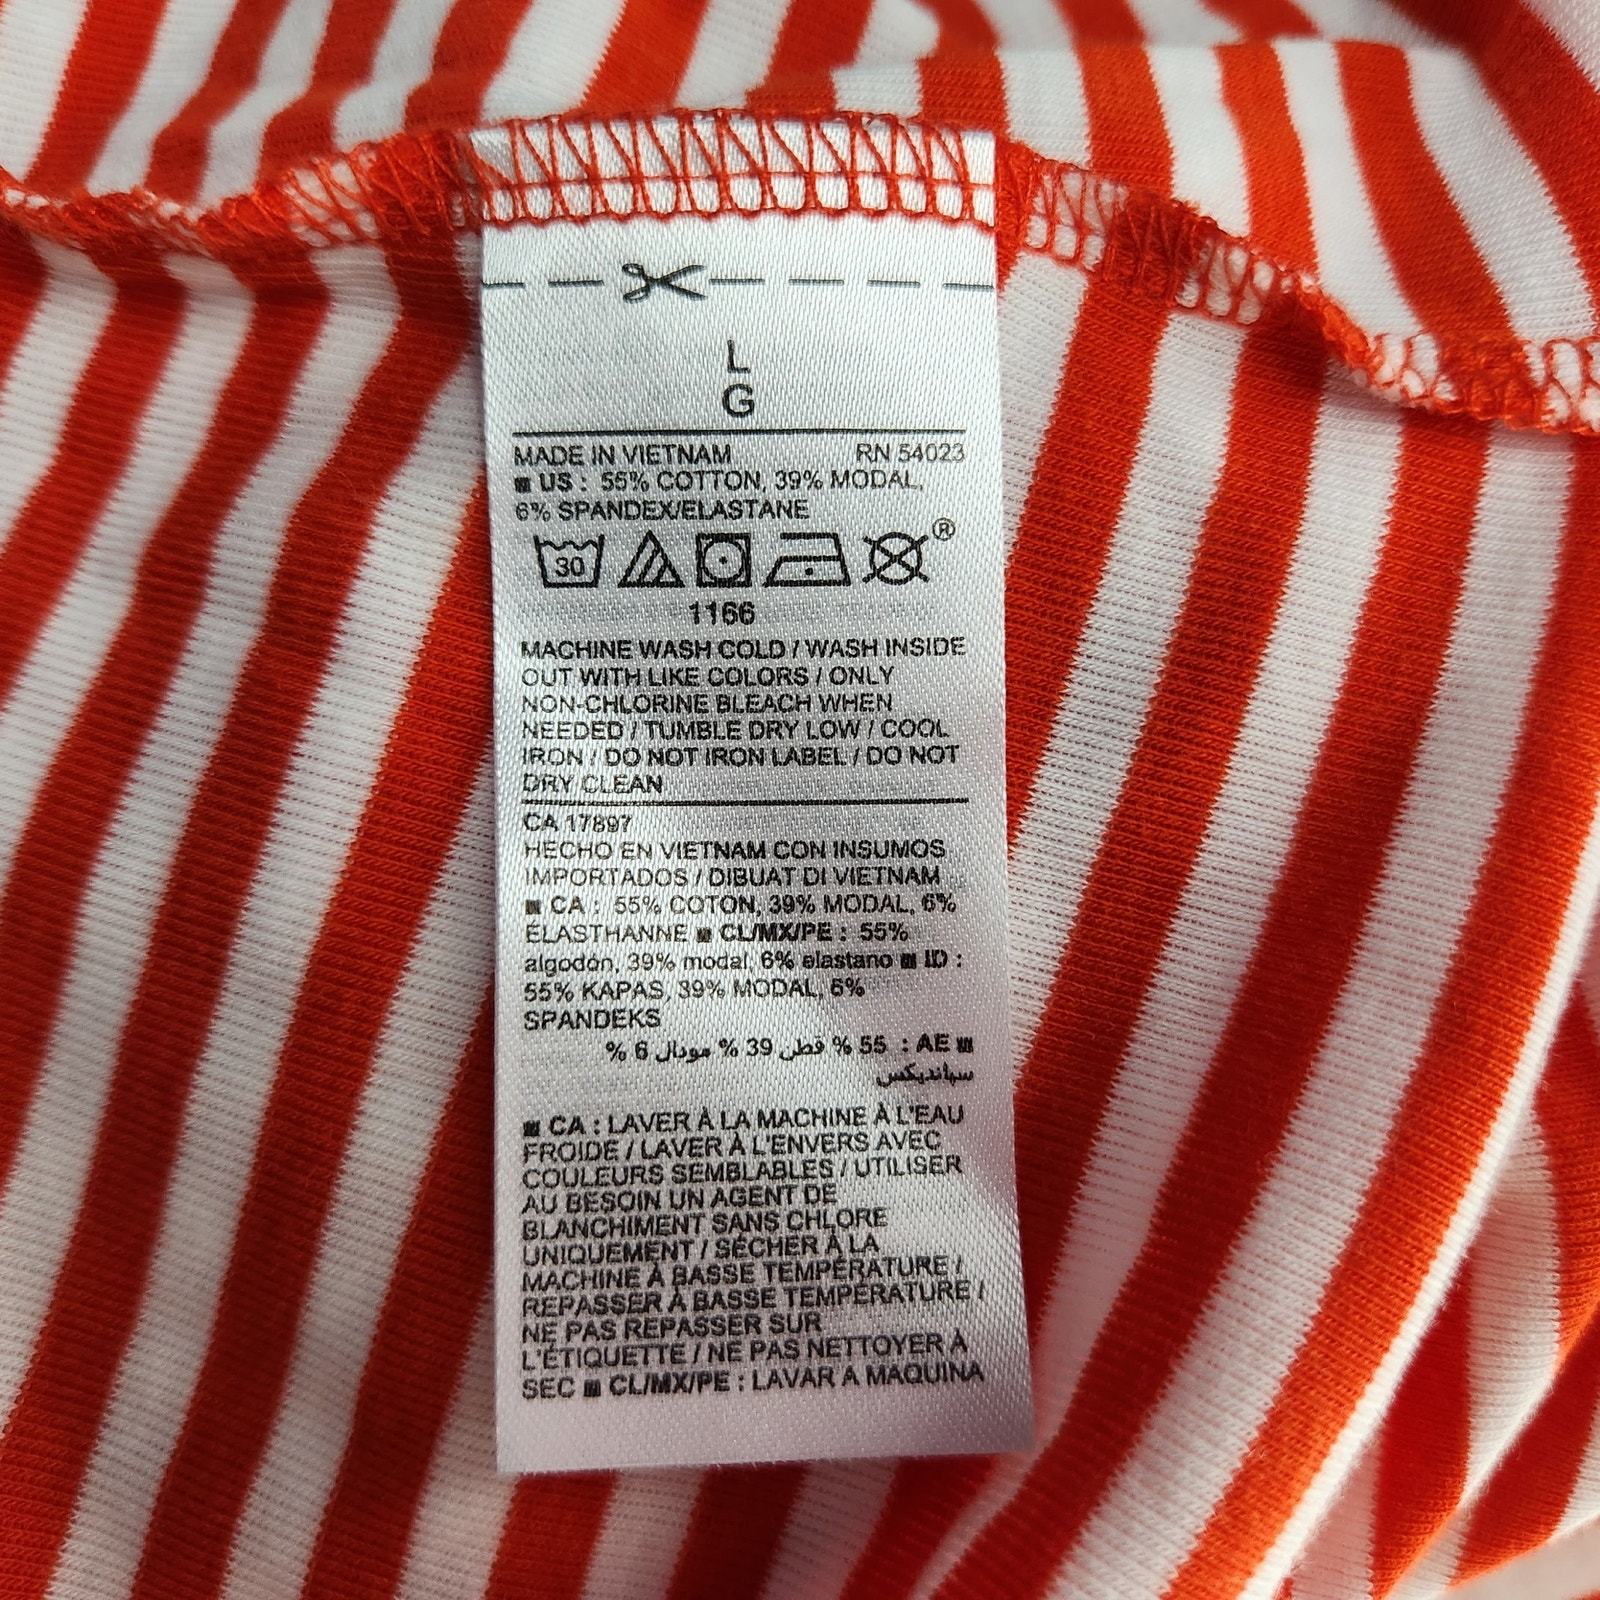 L
G
MADE IN VIETNAM RN 54023
■ US : 55% COTTON, 39% MODAL,
6% SPANDEX/ELASTANE
30 ®
1166
MACHINE WASH COLD / WASH INSIDE
OUT WITH LIKE COLORS / ONLY
NON-CHLORINE BLEACH WHEN
NEEDED / TUMBLE DRY LOW / COOL
IRON / DO NOT IRON LABEL / DO NOT
DRY CLEAN
CA 17897
HECHO EN VIETNAM CON INSUMOS
IMPORTADOS / DIBUAT DI VIETNAM
■ CA : 55% COTON, 39% MODAL, 6%
ELASTHANNE ■ CL/MX/PE : 55%
algodón, 39% modal, 6% elastano ■ ID :
55% KAPAS, 39% MODAL, 6%
SPANDEKS
■ AE : 55 % قطن 39 % مودال 6 %
سباندیکس
■ CA : LAVER À LA MACHINE À L'EAU
FROIDE / LAVER À L'ENVERS AVEC
COULEURS SEMBLABLES / UTILISER
AU BESOIN UN AGENT DE
BLANCHIMENT SANS CHLORE
UNIQUEMENT / SÉCHER À LA
MACHINE À BASSE TEMPÉRATURE /
REPASSER À BASSE TEMPÉRATURE /
NE PAS REPASSER SUR
L'ÉTIQUETTE / NE PAS NETTOYER À
SEC ■ CL/MX/PE : LAVAR A MAQUINA